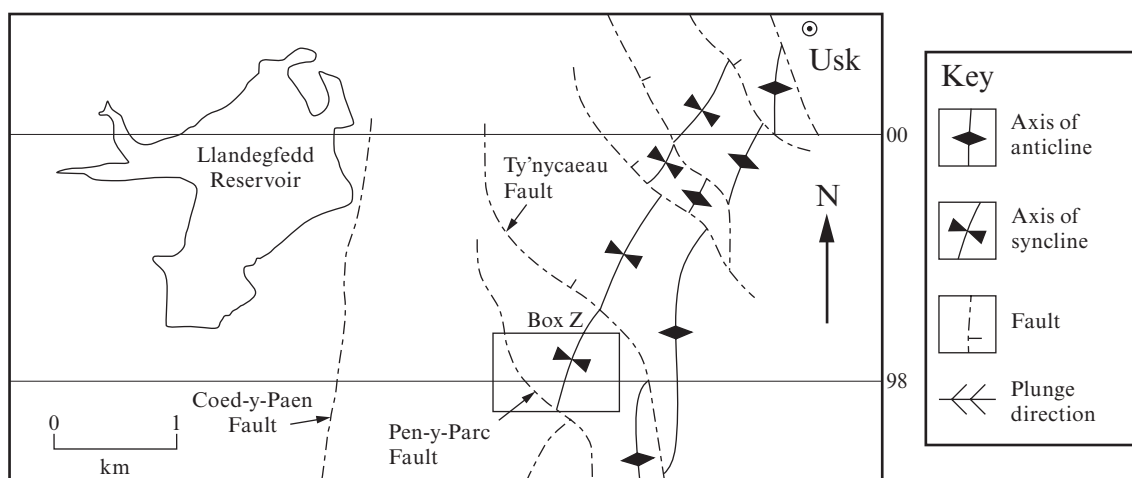 Usk
00
Llandegfedd
Reservoir
Ty'nycaeau
Fault
N
Box Z
98
Coed-y-Paen
Fault
Pen-y-Parc
Fault
0 1
km
Key
Axis of
anticline
Axis of
syncline
Fault
Plunge
direction